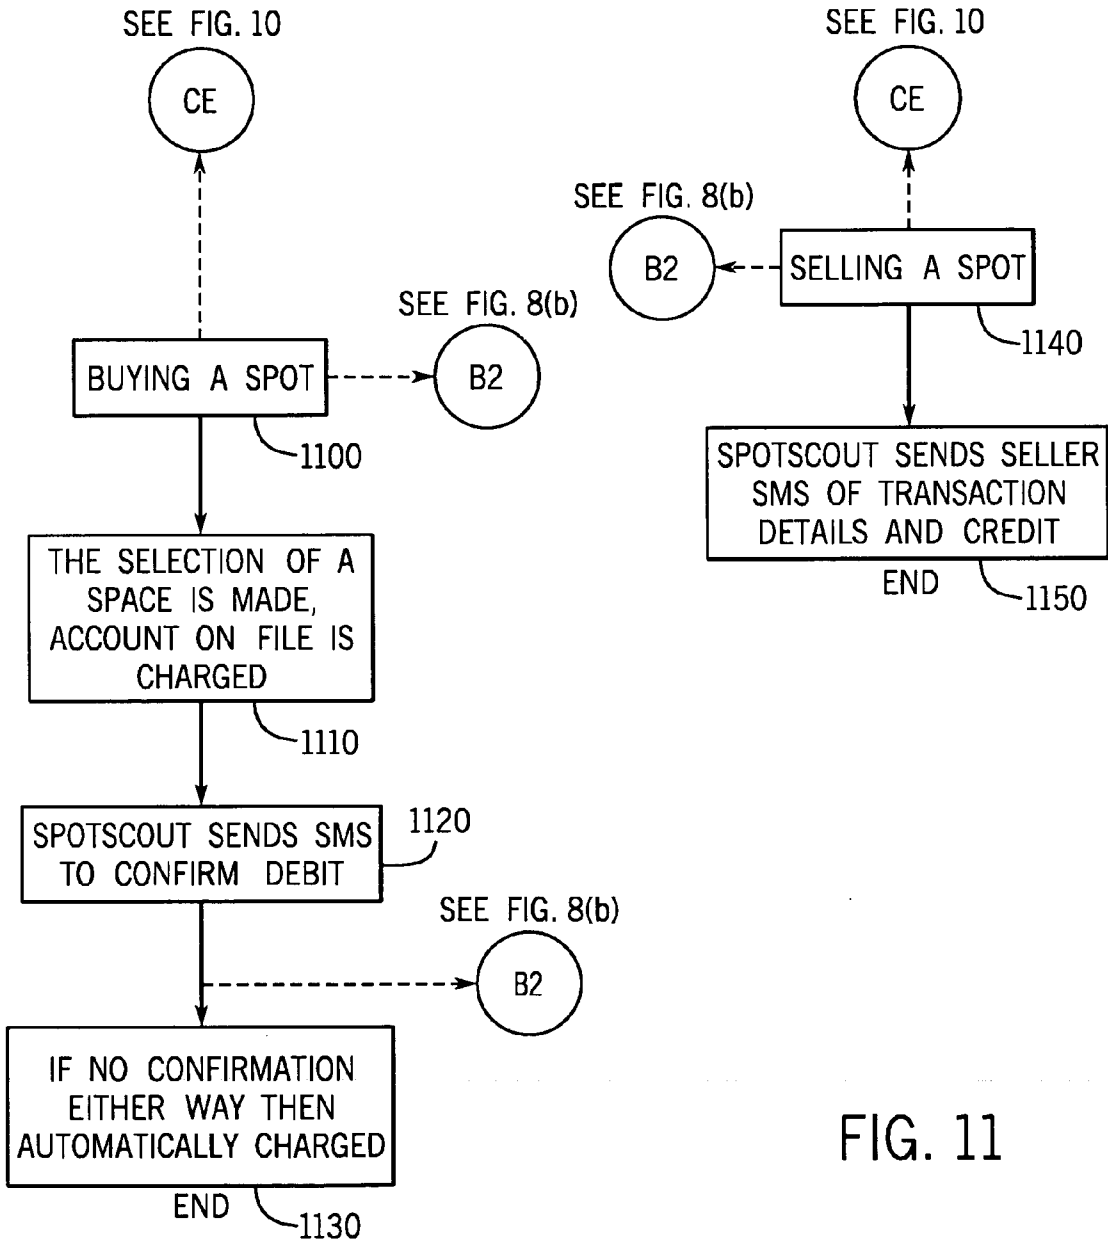 SEE FIG. 10
CE
SEE FIG. 8(b)
B2
BUYING A SPOT
1100
THE SELECTION OF A
SPACE IS MADE,
ACCOUNT ON FILE IS
CHARGED
1110
SPOTSCOUT SENDS SMS
TO CONFIRM DEBIT
1120
SEE FIG. 8(b)
B2
IF NO CONFIRMATION
EITHER WAY THEN
AUTOMATICALLY CHARGED
END
1130
SEE FIG. 10
CE
SEE FIG. 8(b)
B2
SELLING A SPOT
1140
SPOTSCOUT SENDS SELLER
SMS OF TRANSACTION
DETAILS AND CREDIT
END
1150
FIG. 11